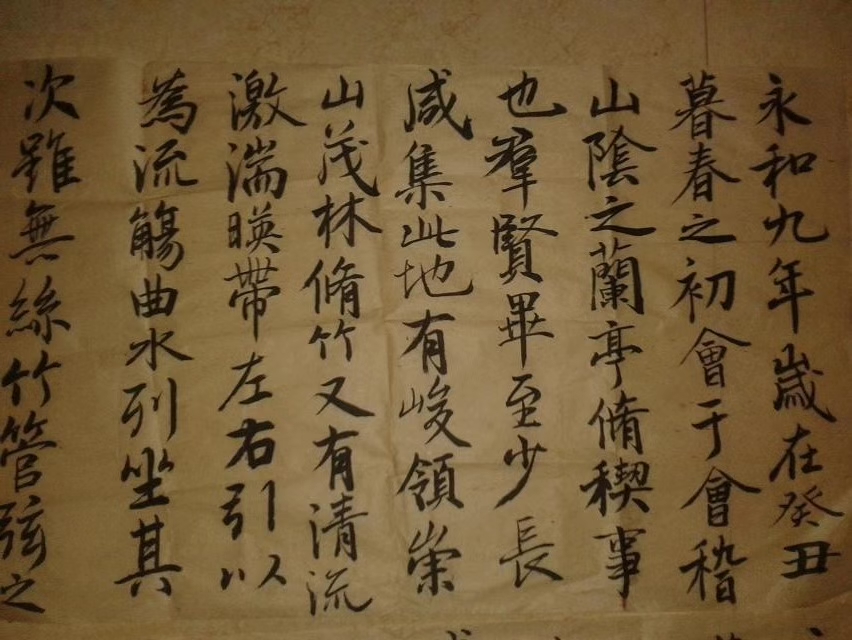 永和九年歲在癸丑
暮春之初會于會稽
山陰之蘭亭脩稧事
也羣賢畢至少長
咸集此地有峻領崇
山茂林脩竹又有清流
激湍暎帶左右引以
為流觴曲水列坐其
次雖無絲竹管弦之